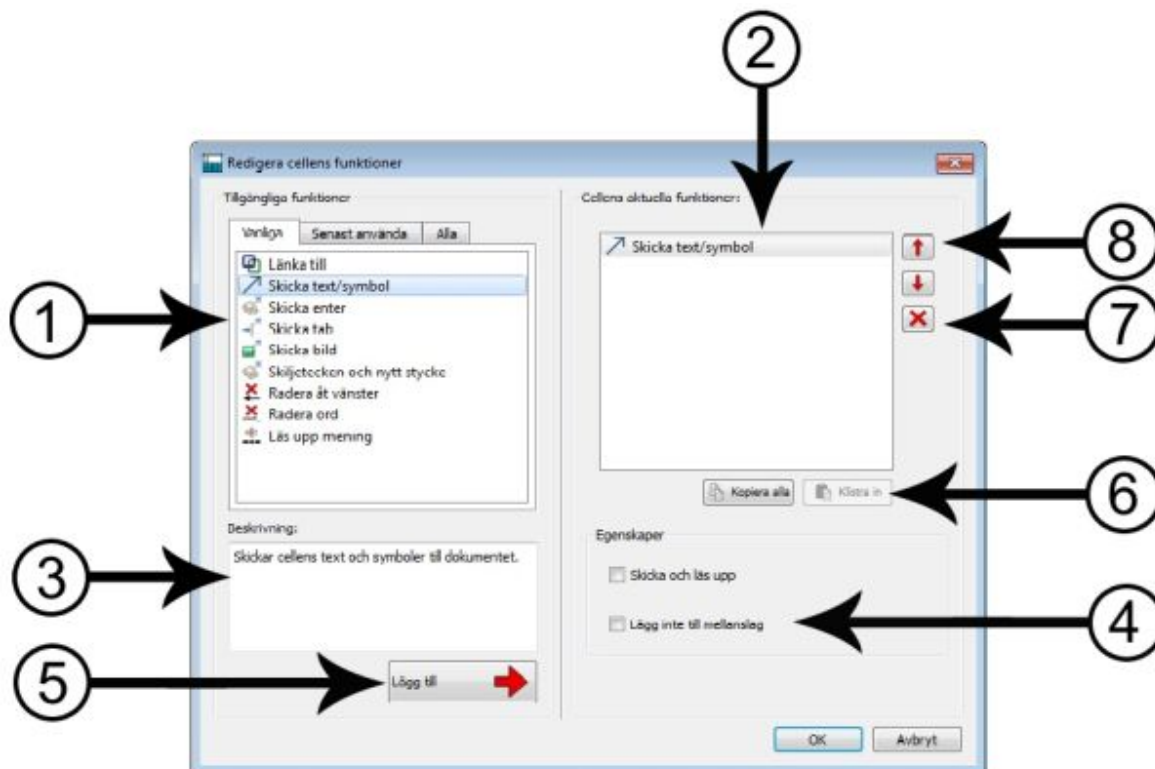 2
Redigera cellens funktioner
Tillgängliga funktioner
Vanliga Senast använda Alla
Länka till
Skicka text/symbol
Skicka enter
Skicka tab
Skicka bild
Skiljetecken och nytt stycke
Radera åt vänster
Radera ord
Läs upp mening
1
Beskrivning:
Skickar cellens text och symboler till dokumentet.
3
Lägg till
5
Cellens aktuella funktioner:
Skicka text/symbol
8
7
Kopiera alla Klistra in
6
Egenskaper
Skicka och läs upp
Lägg inte till mellanslag
4
OK Avbryt